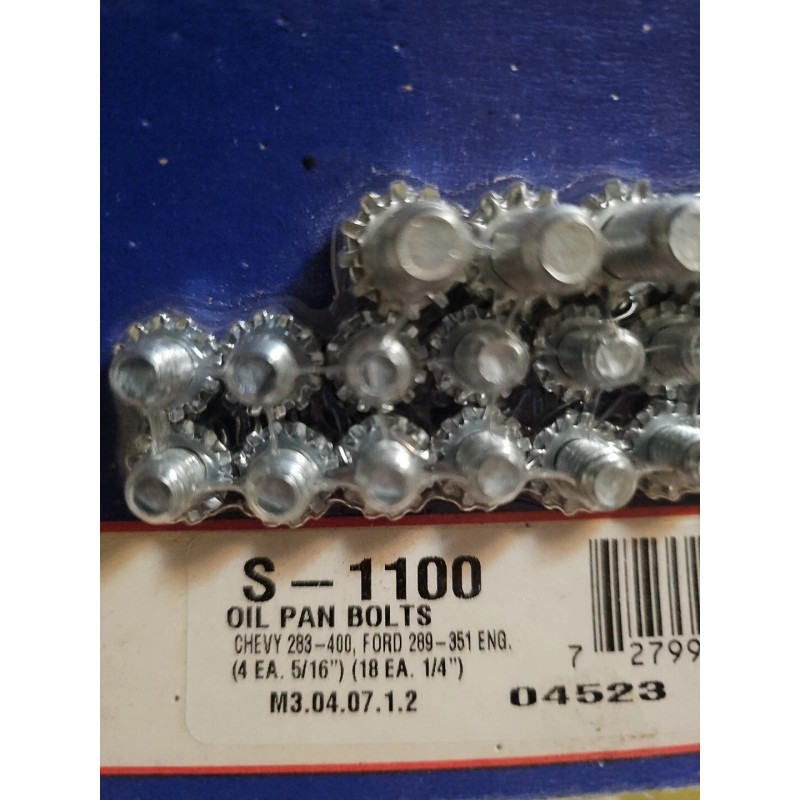 S – 1100
OIL PAN BOLTS
CHEVY 283-400, FORD 289-351 ENG.
(4 EA. 5/16") (18 EA. 1/4")
M3.04.07.1.2
7 2799
04523